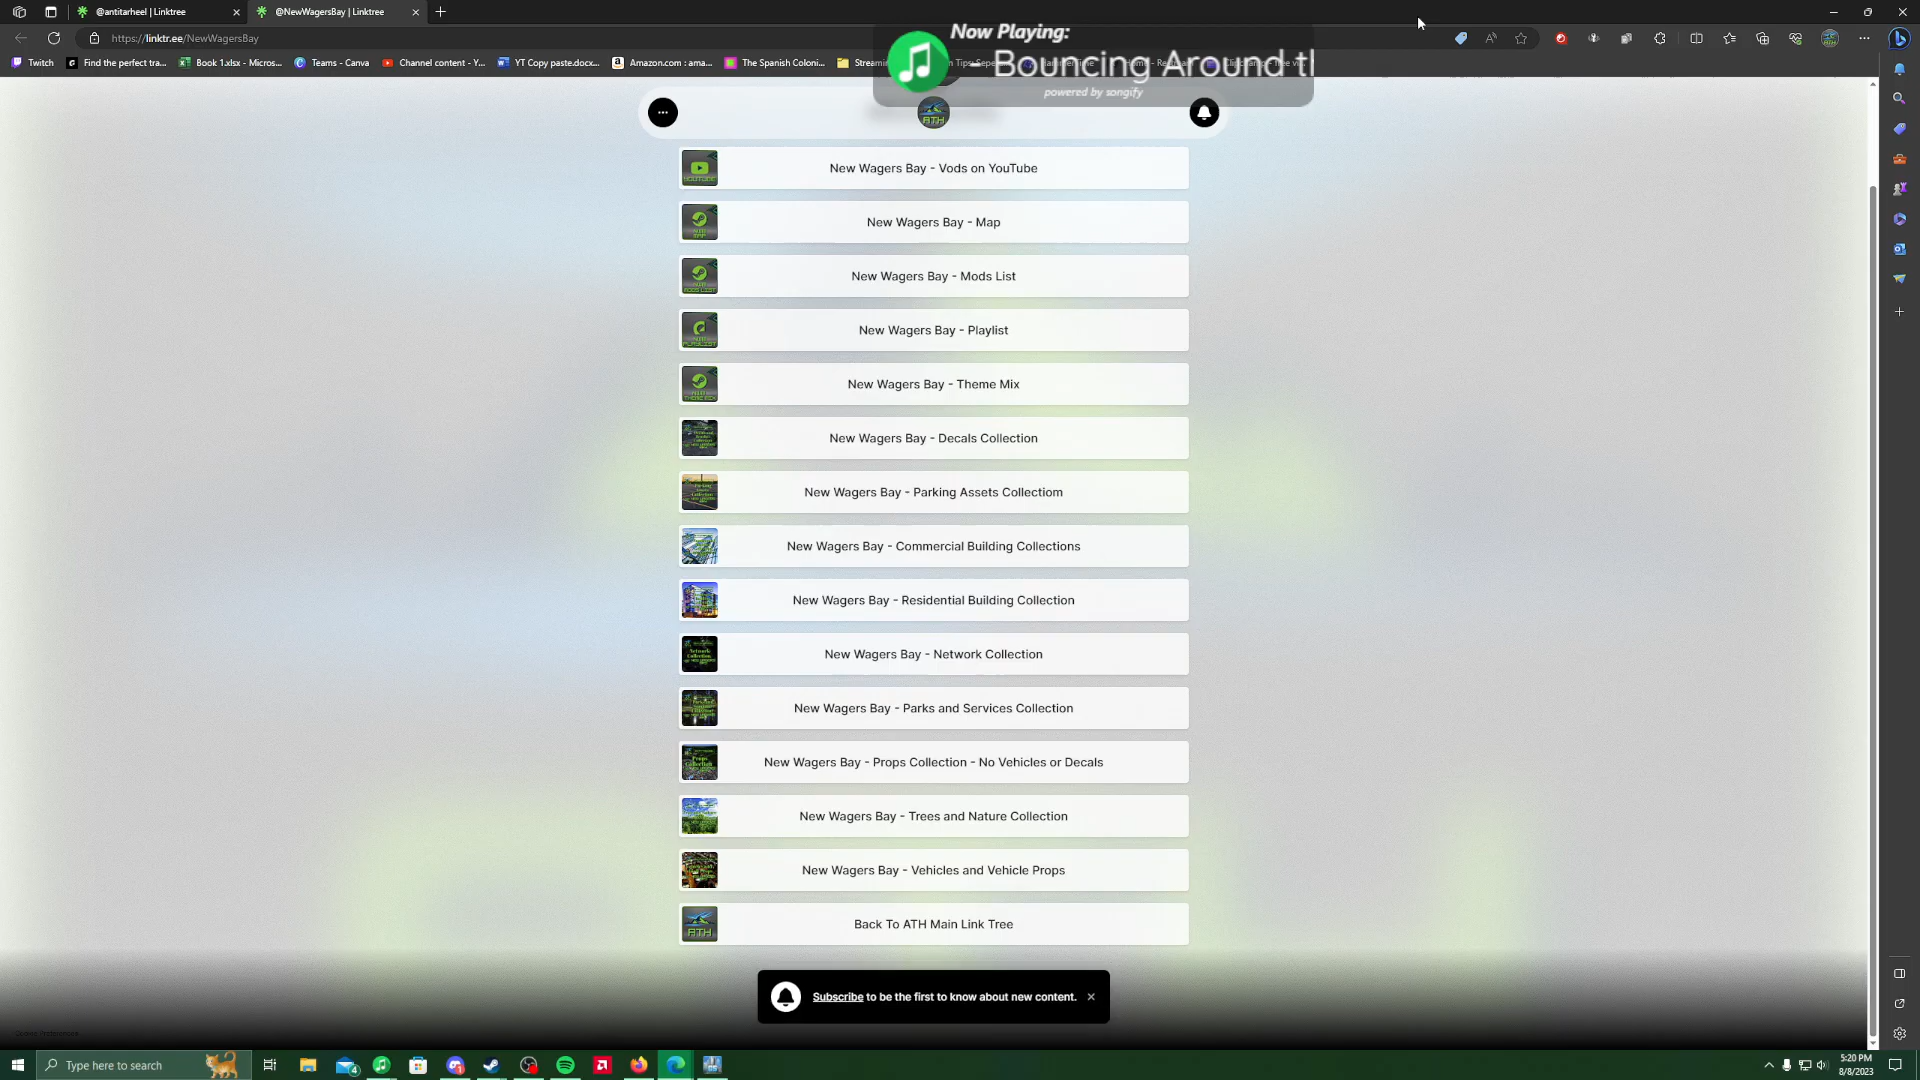 @antitarheel | Linktree
@NewWagersBay | Linktree
https://linktr.ee/NewWagersBay
Now Playing:
- Bouncing Around t
powered by songify
Twitch
Find the perfect tra...
Book 1.xlsx - Micros...
Teams - Canva
Channel content - Y...
YT Copy paste.docx...
Amazon.com : ama...
The Spanish Coloni...
ATH
New Wagers Bay - Vods on YouTube
New Wagers Bay - Map
New Wagers Bay - Mods List
New Wagers Bay - Playlist
New Wagers Bay - Theme Mix
New Wagers Bay - Decals Collection
New Wagers Bay - Parking Assets Collectiom
New Wagers Bay - Commercial Building Collections
New Wagers Bay - Residential Building Collection
New Wagers Bay - Network Collection
New Wagers Bay - Parks and Services Collection
New Wagers Bay - Props Collection - No Vehicles or Decals
New Wagers Bay - Trees and Nature Collection
New Wagers Bay - Vehicles and Vehicle Props
ATH
Back To ATH Main Link Tree
Subscribe to be the first to know about new content.
Type here to search
4
5:20 PM
8/8/2023